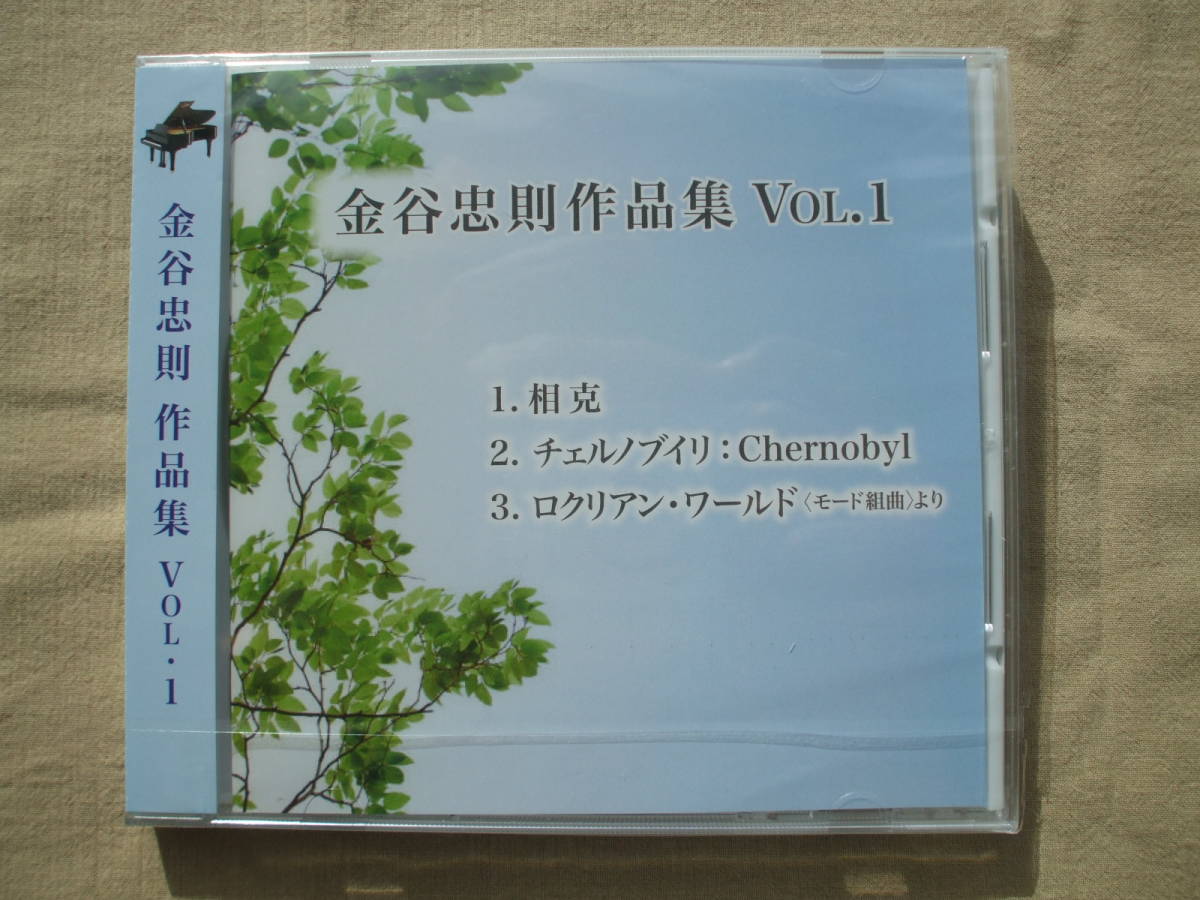 金谷忠則 作品集 VOL.1
金谷忠則作品集 VOL.1
1. 相克
2. チェルノブイリ：Chernobyl
3. ロクリアン・ワールド〈モード組曲〉より